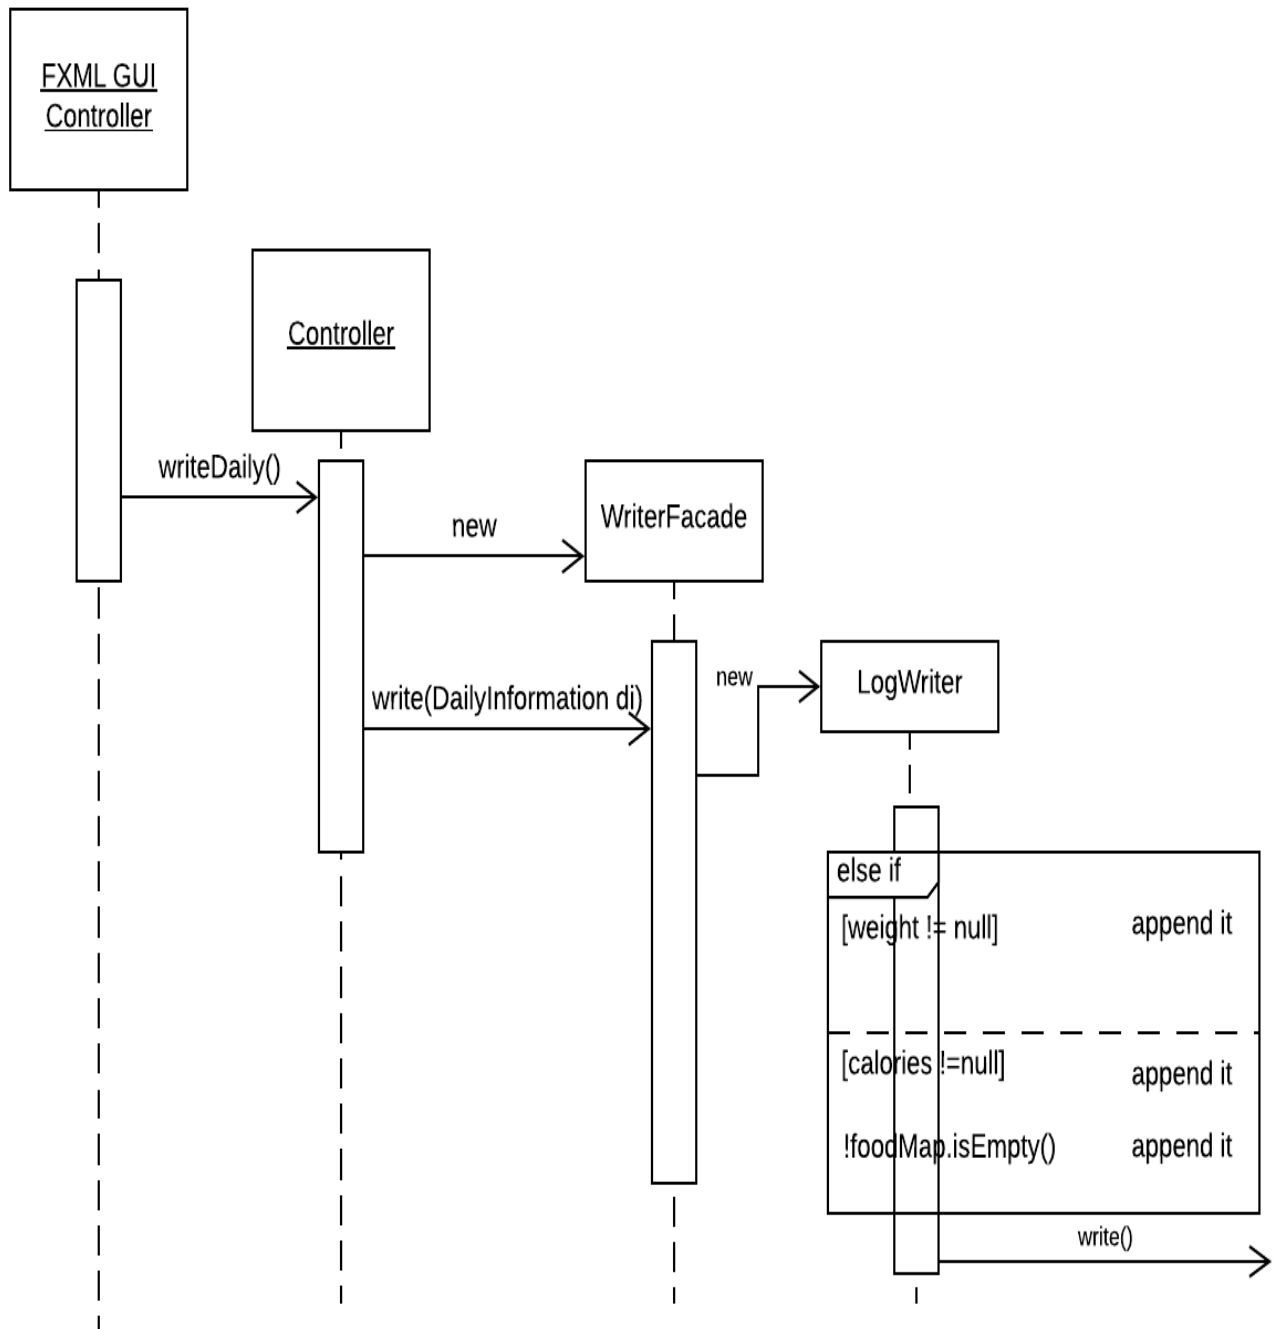 FXML GUI
Controller
Controller
writeDaily()
new
WriterFacade
write(DailyInformation di)
new
LogWriter
else if
[weight != null]
append it
[calories !=null]
append it
!foodMap.isEmpty()
append it
write()